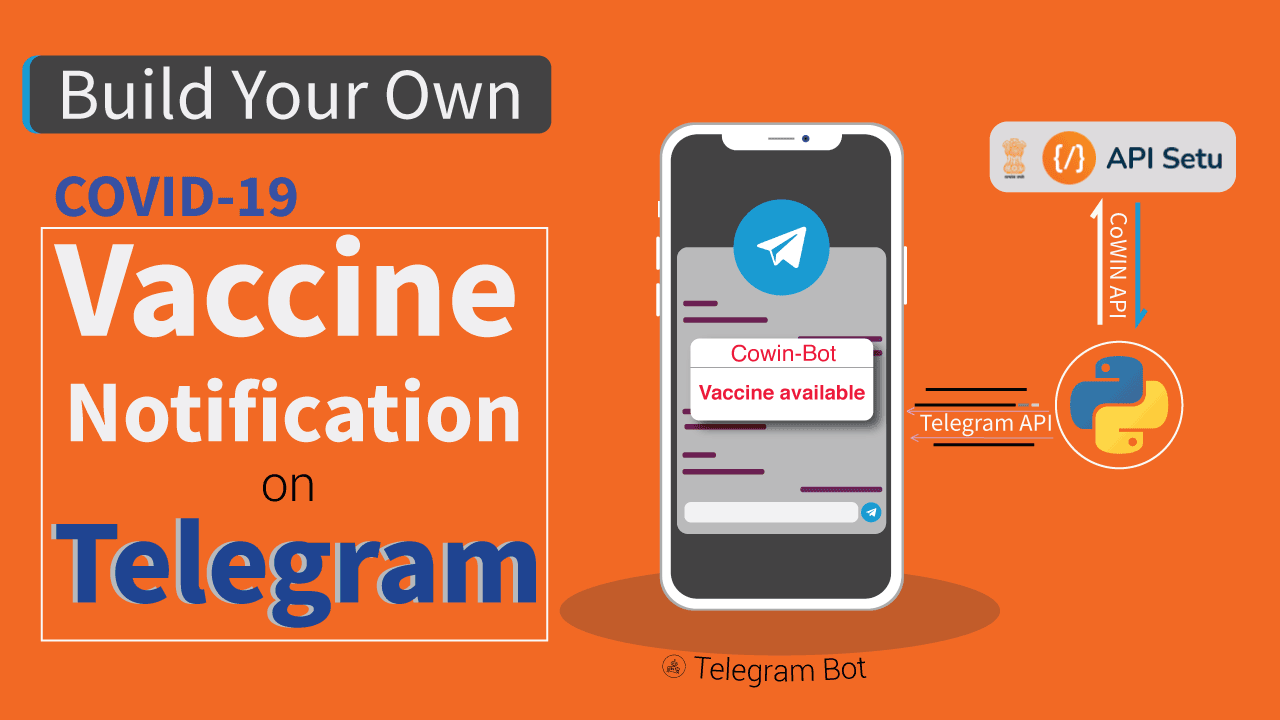 Build Your Own
COVID-19
Vaccine
Notification
on
Telegram
Cowin-Bot
Vaccine available
API Setu
CoWIN API
Telegram API
Telegram Bot